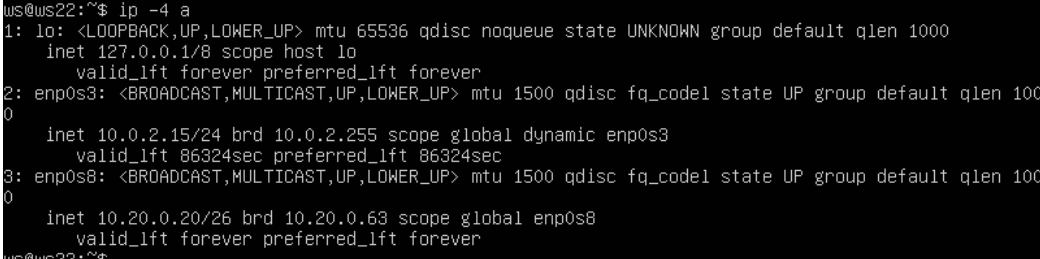 ws@ws22:~$ ip -4 a
1: lo: <LOOPBACK,UP,LOWER_UP> mtu 65536 qdisc noqueue state UNKNOWN group default qlen 1000
    inet 127.0.0.1/8 scope host lo
       valid_lft forever preferred_lft forever
2: enp0s3: <BROADCAST,MULTICAST,UP,LOWER_UP> mtu 1500 qdisc fq_codel state UP group default qlen 100
0
    inet 10.0.2.15/24 brd 10.0.2.255 scope global dynamic enp0s3
       valid_lft 86324sec preferred_lft 86324sec
3: enp0s8: <BROADCAST,MULTICAST,UP,LOWER_UP> mtu 1500 qdisc fq_codel state UP group default qlen 100
0
    inet 10.20.0.20/26 brd 10.20.0.63 scope global enp0s8
       valid_lft forever preferred_lft forever
ws@ws22:~$